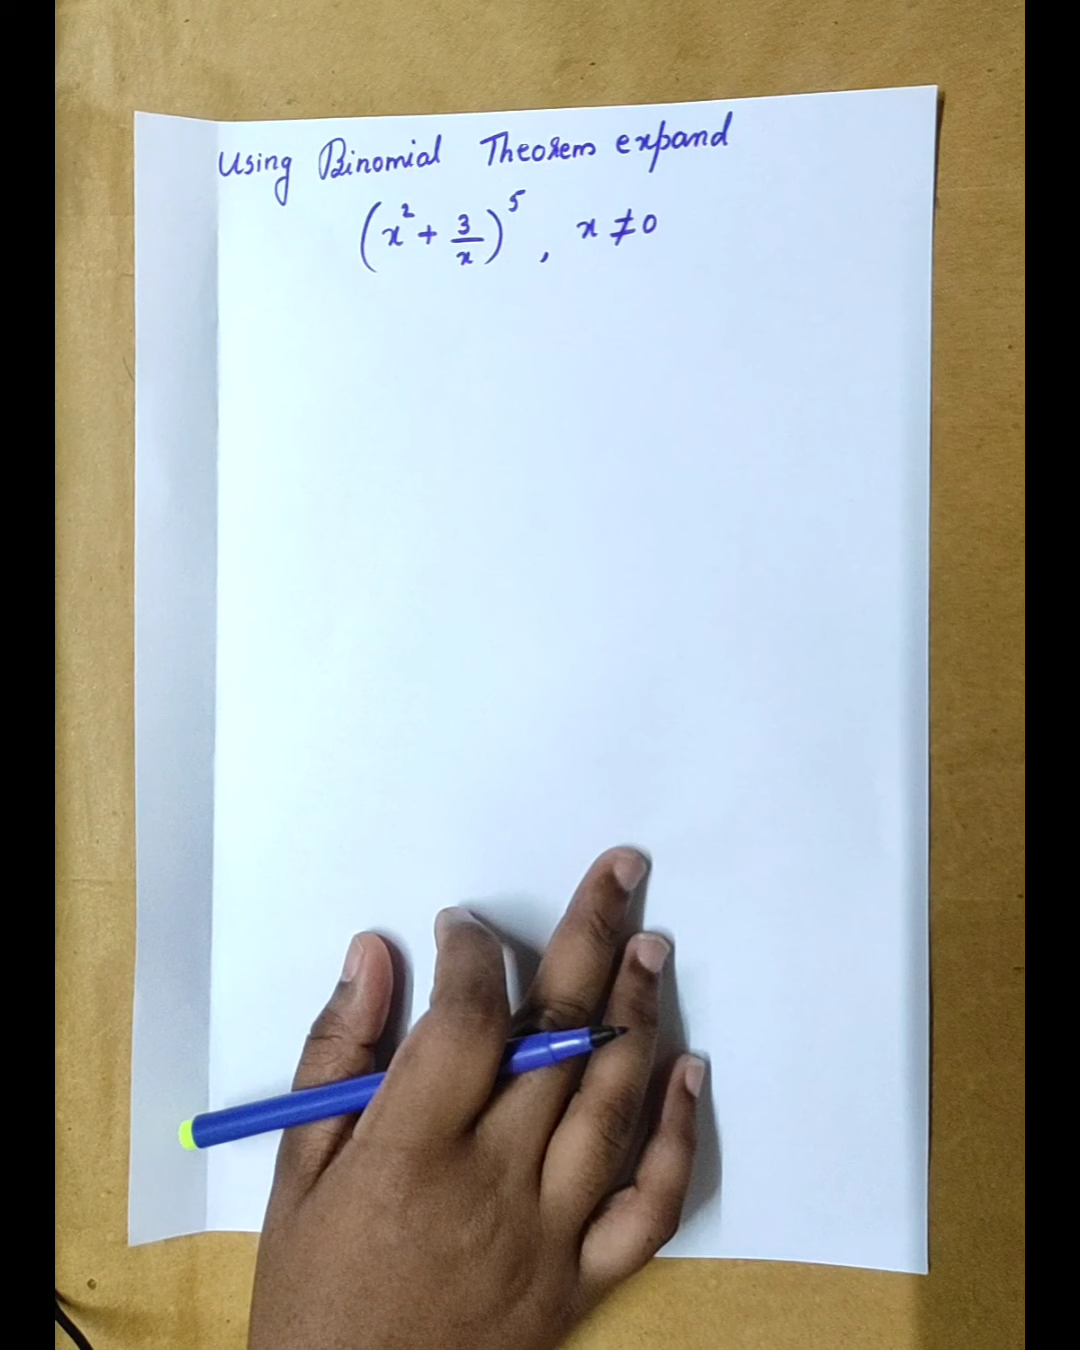 Using Binomial Theorem expand
(x² + 3/x)⁵, x ≠ 0